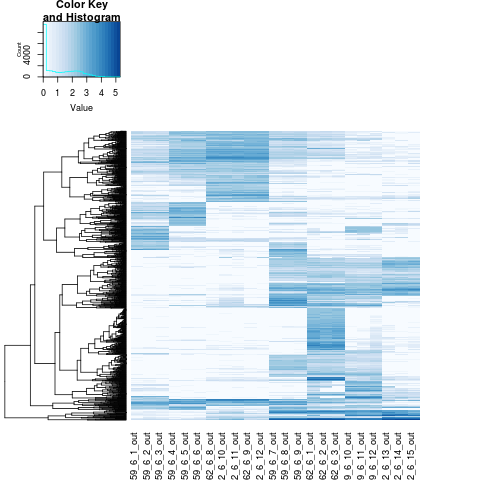 Color Key
and Histogram
Count
0 4000
0 1 2 3 4 5
Value
59_6_1_out
59_6_2_out
59_6_3_out
59_6_4_out
59_6_5_out
59_6_6_out
62_6_8_out
2_6_10_out
2_6_11_out
62_6_9_out
2_6_12_out
59_6_7_out
59_6_8_out
59_6_9_out
62_6_1_out
62_6_2_out
62_6_3_out
9_6_10_out
9_6_11_out
9_6_12_out
2_6_13_out
2_6_14_out
2_6_15_out